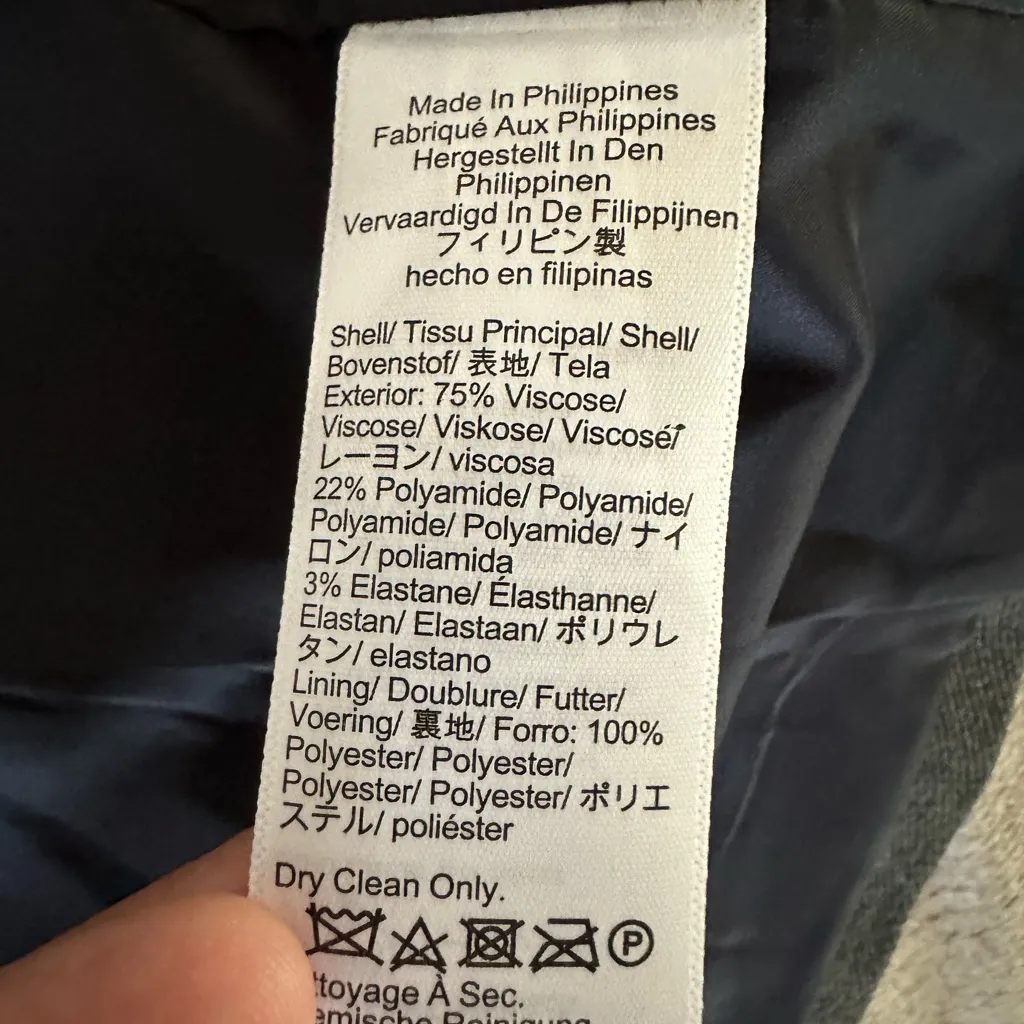 Made In Philippines
Fabriqué Aux Philippines
Hergestellt In Den
Philippinen
Vervaardigd In De Filippijnen
フィリピン製
hecho en filipinas
Shell/ Tissu Principal/ Shell/
Bovenstof/ 表地/ Tela
Exterior: 75% Viscose/
Viscose/ Viskose/ Viscosé/
レーヨン/ viscosa
22% Polyamide/ Polyamide/
Polyamide/ Polyamide/ ナイ
ロン/ poliamida
3% Elastane/ Élasthanne/
Elastan/ Elastaan/ ポリウレ
タン/ elastano
Lining/ Doublure/ Futter/
Voering/ 裏地/ Forro: 100%
Polyester/ Polyester/
Polyester/ Polyester/ ポリエ
ステル/ poliéster
Dry Clean Only.
P
ttoyage À Sec.
emische Reinigung